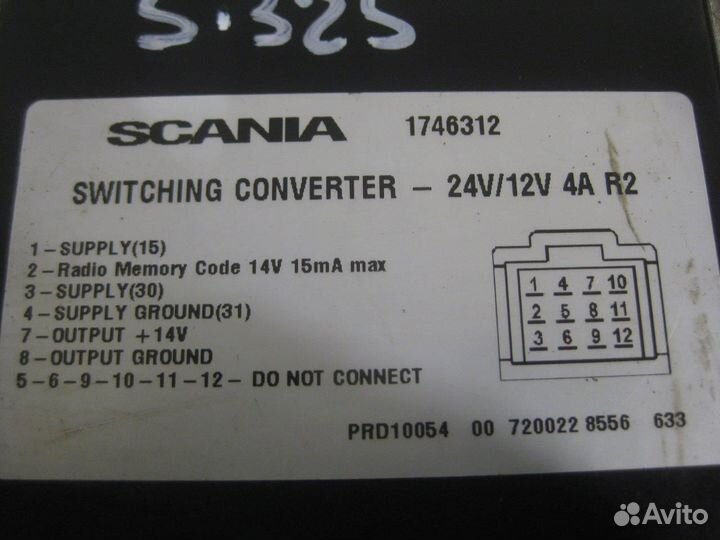 5.325
SCANIA 1746312
SWITCHING CONVERTER - 24V/12V 4A R2
1-SUPPLY(15)
2-Radio Memory Code 14V 15mA max
3-SUPPLY(30)
4-SUPPLY GROUND(31)
7-OUTPUT +14V
8-OUTPUT GROUND
5-6-9-10-11-12- DO NOT CONNECT
1 4 7 10
2 5 8 11
3 6 9 12
PRD10054 00 720022 8556 633
Avito